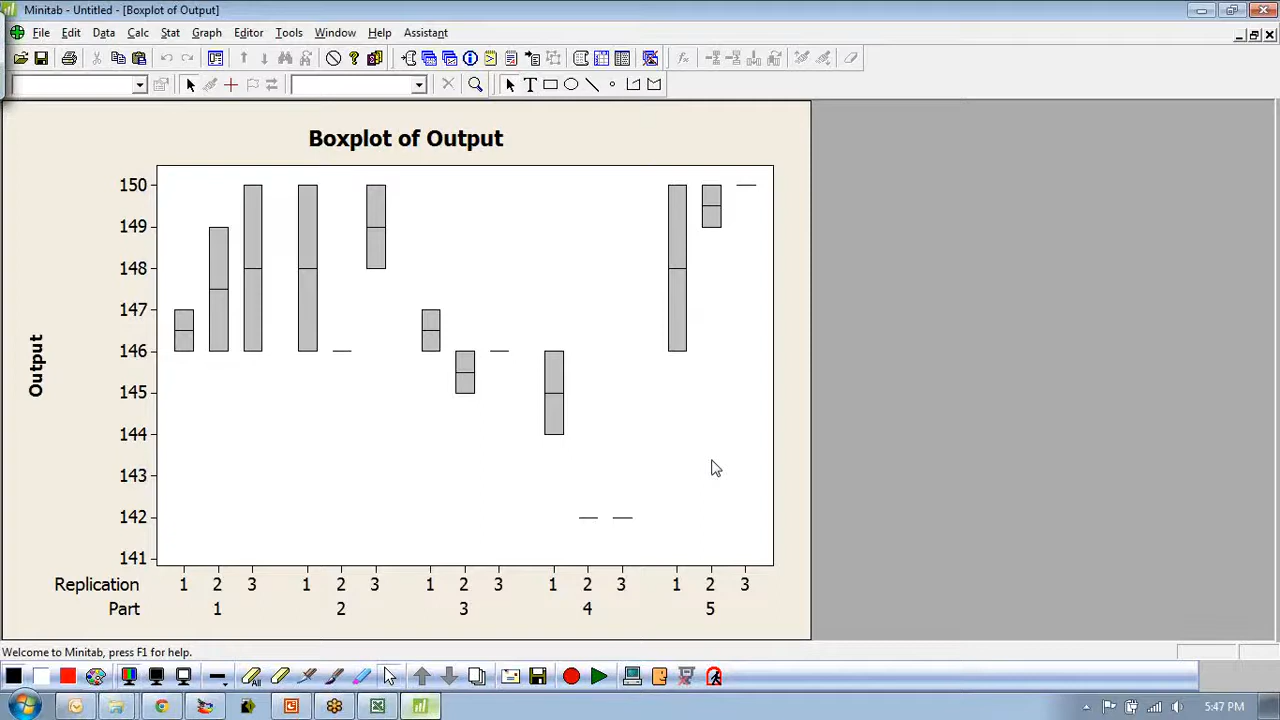 Minitab - Untitled - [Boxplot of Output]
File Edit Data Calc Stat Graph Editor Tools Window Help Assistant
Boxplot of Output
150
149
148
147
146
145
144
143
142
141
Output
Replication 1 2 3 1 2 3 1 2 3 1 2 3 1 2 3
Part 1 2 3 4 5
Welcome to Minitab, press F1 for help.
5:47 PM